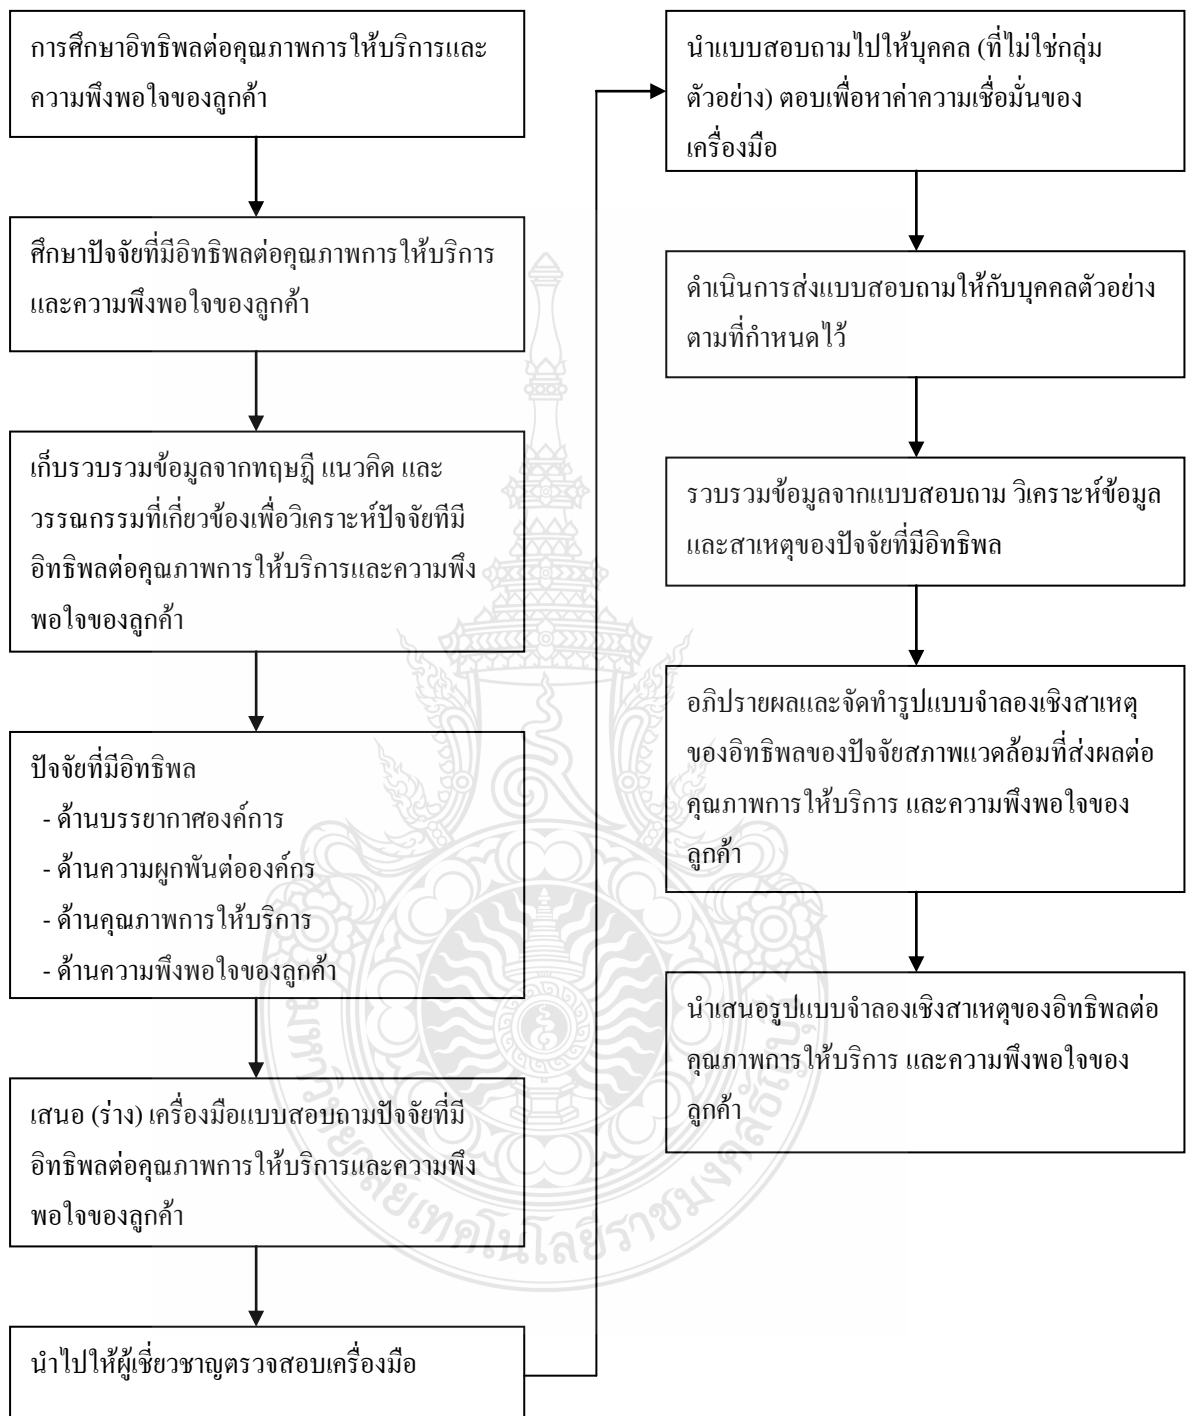 การศึกษาอิทธิพลต่อคุณภาพการให้บริการและ
ความพึงพอใจของลูกค้า
ศึกษาปัจจัยที่มีอิทธิพลต่อคุณภาพการให้บริการ
และความพึงพอใจของลูกค้า
เก็บรวบรวมข้อมูลจากทฤษฎี แนวคิด และ
วรรณกรรมที่เกี่ยวข้องเพื่อวิเคราะห์ปัจจัยทีมี
อิทธิพลต่อคุณภาพการให้บริการและความพึง
พอใจของลูกค้า
ปัจจัยที่มีอิทธิพล
- ด้านบรรยากาศองค์การ
- ด้านความผูกพันต่อองค์กร
- ด้านคุณภาพการให้บริการ
- ด้านความพึงพอใจของลูกค้า
เสนอ (ร่าง) เครื่องมือแบบสอบถามปัจจัยที่มี
อิทธิพลต่อคุณภาพการให้บริการและความพึง
พอใจของลูกค้า
นำไปให้ผู้เชี่ยวชาญตรวจสอบเครื่องมือ
นำแบบสอบถามไปให้บุคคล (ที่ไม่ใช่กลุ่ม
ตัวอย่าง) ตอบเพื่อหาค่าความเชื่อมั่นของ
เครื่องมือ
ดำเนินการส่งแบบสอบถามให้กับบุคคลตัวอย่าง
ตามที่กำหนดไว้
รวบรวมข้อมูลจากแบบสอบถาม วิเคราะห์ข้อมูล
และสาเหตุของปัจจัยที่มีอิทธิพล
อภิปรายผลและจัดทำรูปแบบจำลองเชิงสาเหตุ
ของอิทธิพลของปัจจัยสภาพแวดล้อมที่ส่งผลต่อ
คุณภาพการให้บริการ และความพึงพอใจของ
ลูกค้า
นำเสนอรูปแบบจำลองเชิงสาเหตุของอิทธิพลต่อ
คุณภาพการให้บริการ และความพึงพอใจของ
ลูกค้า
มหาวิทยาลัยเทคโนโลยีราชมงคลธัญบุรี